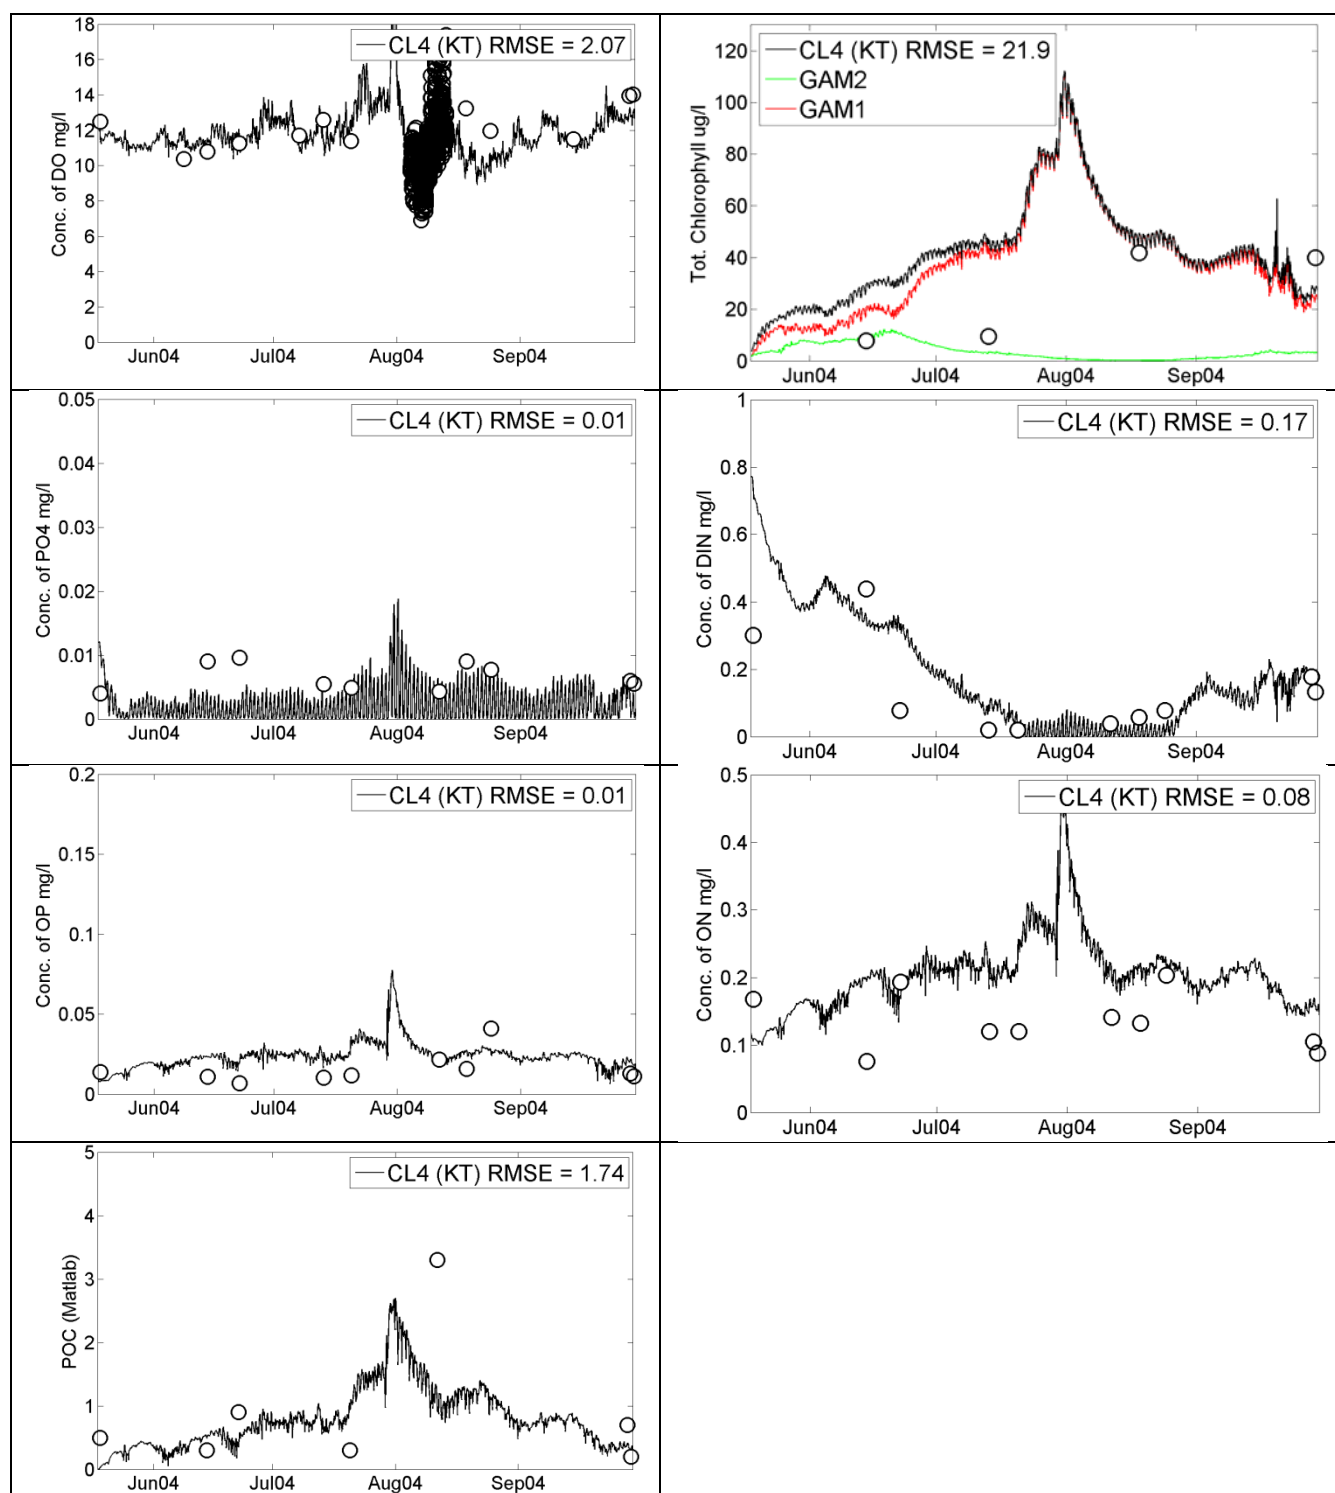 18
16
14
12
10
8
6
4
2
0
Conc. of DO mg/l
CL4 (KT) RMSE = 2.07
Jun04 Jul04 Aug04 Sep04
120
100
80
60
40
20
0
Tot. Chlorophyll ug/l
CL4 (KT) RMSE = 21.9
GAM2
GAM1
Jun04 Jul04 Aug04 Sep04
0.05
0.04
0.03
0.02
0.01
0
Conc. of PO4 mg/l
CL4 (KT) RMSE = 0.01
Jun04 Jul04 Aug04 Sep04
1
0.8
0.6
0.4
0.2
0
Conc. of DIN mg/l
CL4 (KT) RMSE = 0.17
Jun04 Jul04 Aug04 Sep04
0.2
0.15
0.1
0.05
0
Conc. of OP mg/l
CL4 (KT) RMSE = 0.01
Jun04 Jul04 Aug04 Sep04
0.5
0.4
0.3
0.2
0.1
0
Conc. of ON mg/l
CL4 (KT) RMSE = 0.08
Jun04 Jul04 Aug04 Sep04
5
4
3
2
1
0
POC (Matlab)
CL4 (KT) RMSE = 1.74
Jun04 Jul04 Aug04 Sep04